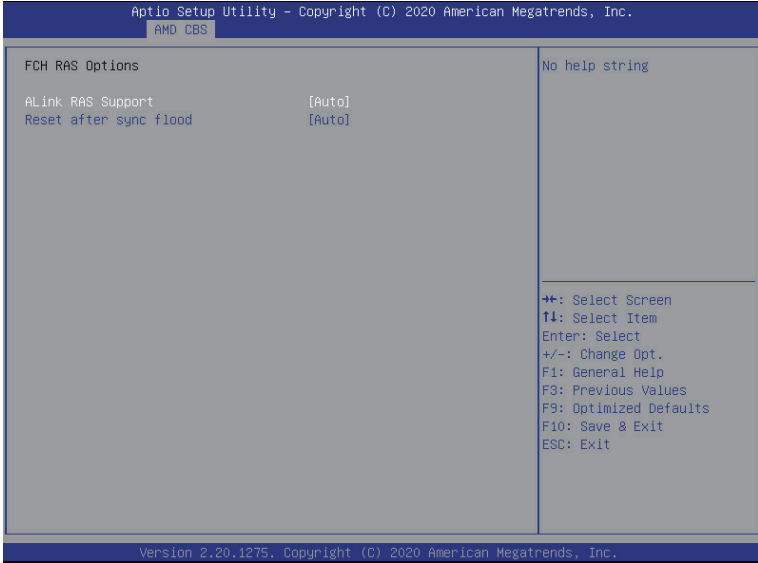 Aptio Setup Utility – Copyright (C) 2020 American Megatrends, Inc.
AMD CBS
FCH RAS Options
ALink RAS Support [Auto]
Reset after sync flood [Auto]
No help string
→←: Select Screen
↑↓: Select Item
Enter: Select
+/-: Change Opt.
F1: General Help
F3: Previous Values
F9: Optimized Defaults
F10: Save & Exit
ESC: Exit
Version 2.20.1275. Copyright (C) 2020 American Megatrends, Inc.